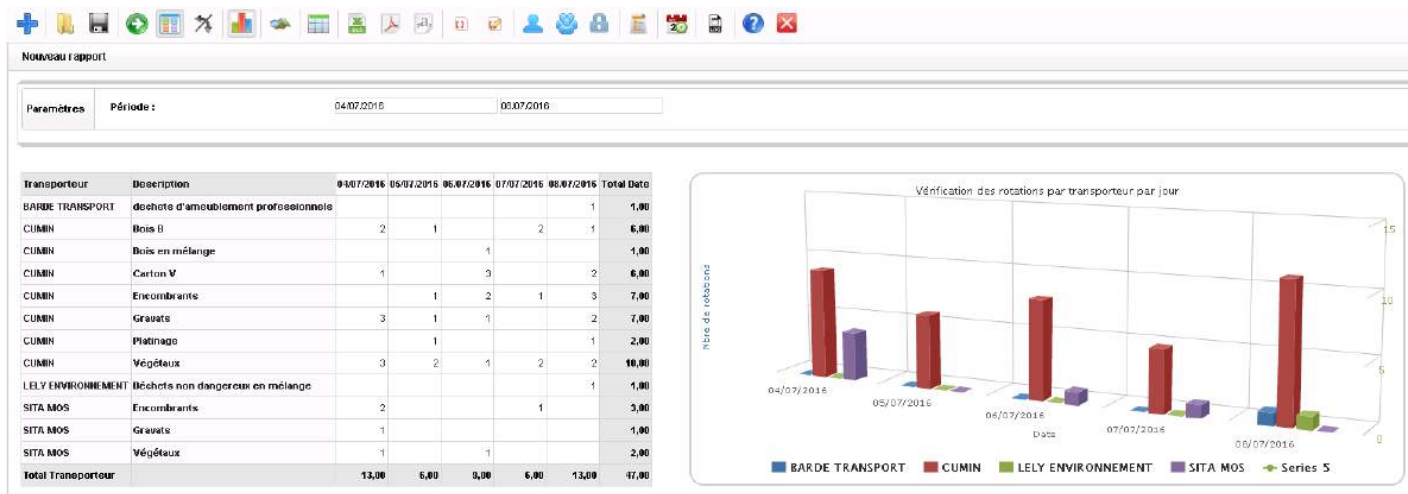 Nouveau rapport
Paramètres Période : 04/07/2016 08/07/2016
Transporteur Description 04/07/2016 05/07/2016 06/07/2016 07/07/2016 08/07/2016 Total Date
BARDE TRANSPORT dechets d'ameublement professionnels 1 1,00
CUMIN Bois B 2 1 2 1 6,00
CUMIN Bois en mélange 1 1,00
CUMIN Carton V 1 3 2 6,00
CUMIN Encombrants 1 2 1 3 7,00
CUMIN Gravats 3 1 1 2 7,00
CUMIN Platinage 1 1 2,00
CUMIN Végétaux 3 2 1 2 2 10,00
LELY ENVIRONNEMENT Déchets non dangereux en mélange 1 1,00
SITA MOS Encombrants 2 1 3,00
SITA MOS Gravats 1 1,00
SITA MOS Végétaux 1 1 2,00
Total Transporteur 13,00 6,00 9,00 6,00 13,00 47,00
Vérification des rotations par transporteur par jour
Nbre de rotations
15
10
5
0
04/07/2016
05/07/2016
06/07/2016
07/07/2016
08/07/2016
Date
BARDE TRANSPORT CUMIN LELY ENVIRONNEMENT SITA MOS Series 5